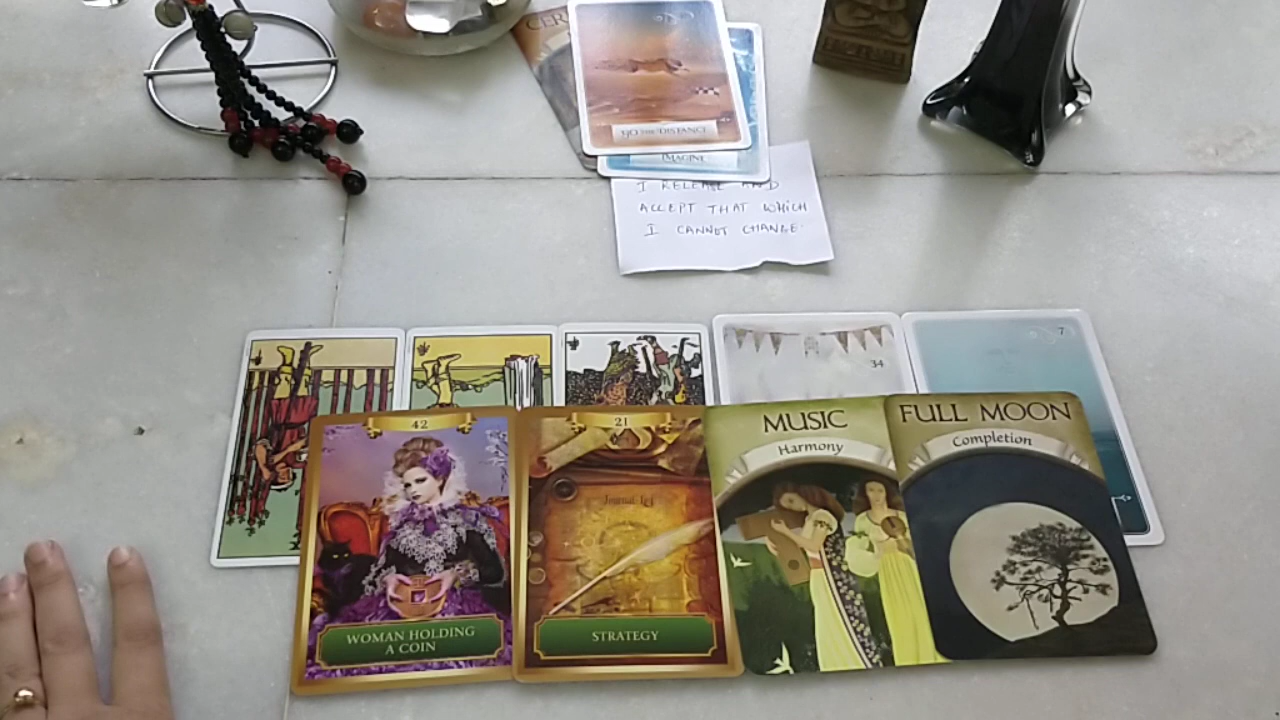 CER
GO THE DISTANCE
IMAGINE
I RELEASE AND
ACCEPT THAT WHICH
I CANNOT CHANGE
34
7
42
WOMAN HOLDING
A COIN
21
STRATEGY
MUSIC
Harmony
FULL MOON
Completion